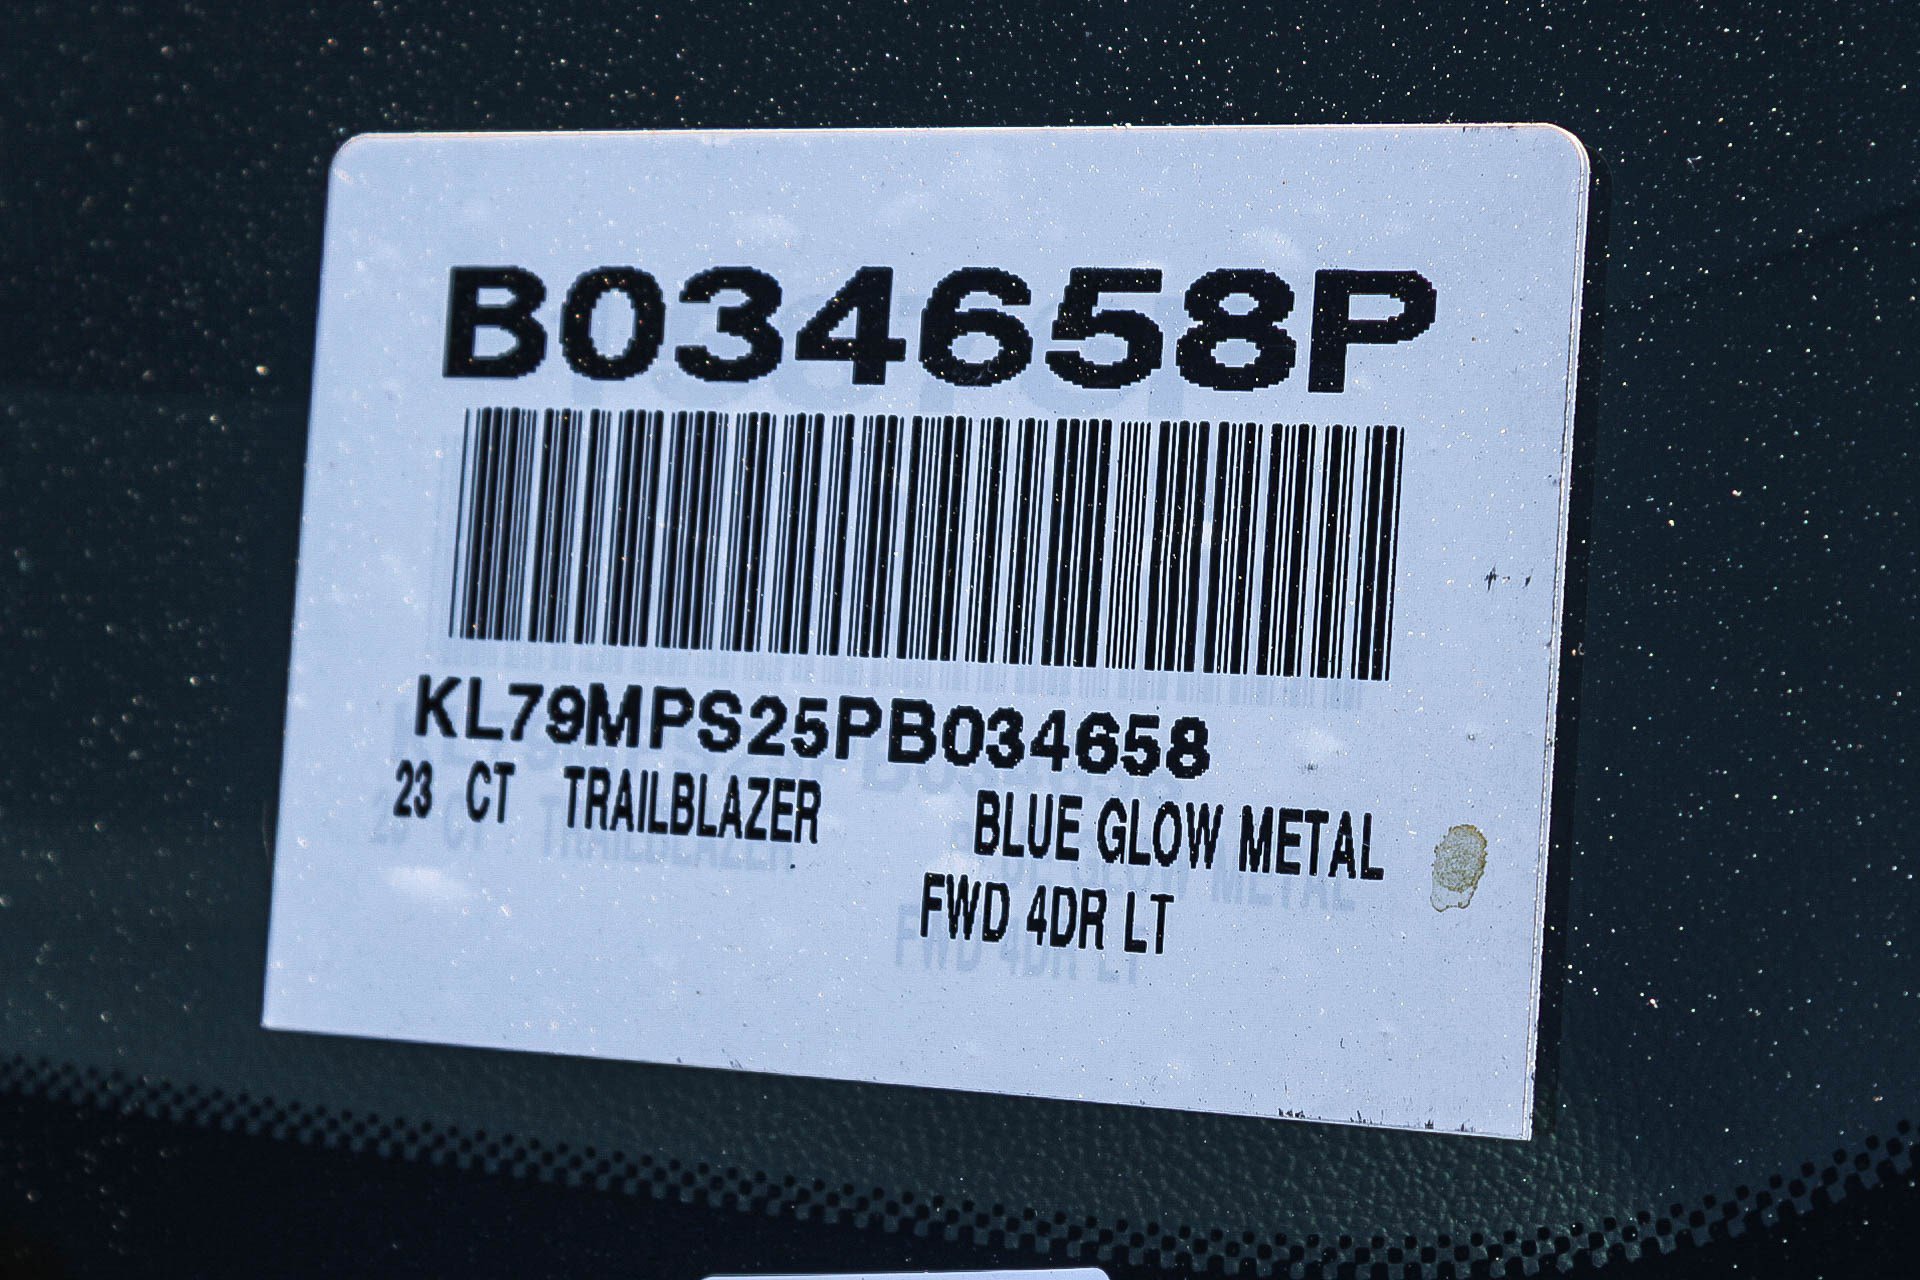 B034658P
KL79MPS25PB034658
23 CT TRAILBLAZER BLUE GLOW METAL
FWD 4DR LT